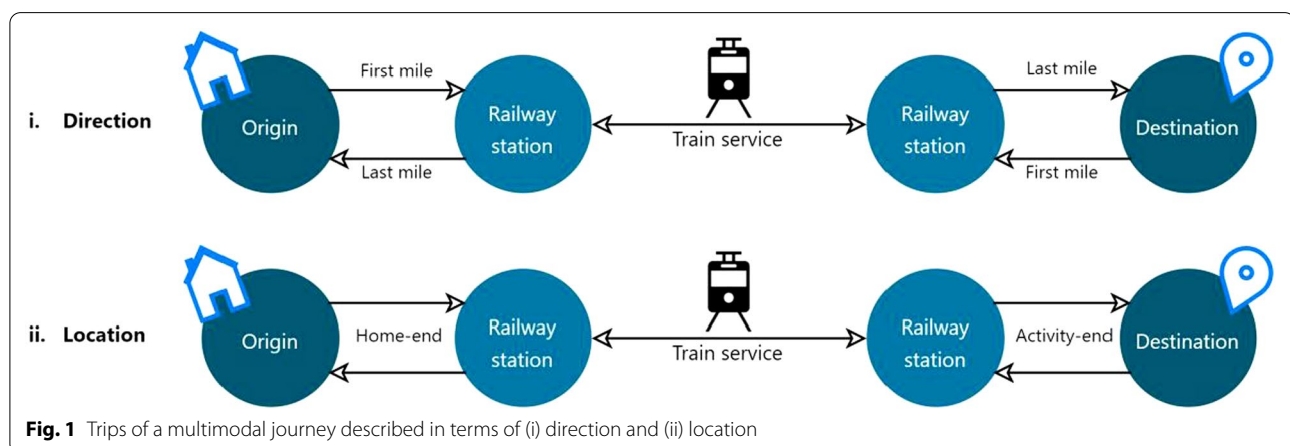 First mile
Last mile
i. Direction
Origin
Railway
station
Train service
Railway
station
Destination
Last mile
First mile
ii. Location
Origin
Home-end
Railway
station
Train service
Railway
station
Activity-end
Destination
Fig. 1 Trips of a multimodal journey described in terms of (i) direction and (ii) location